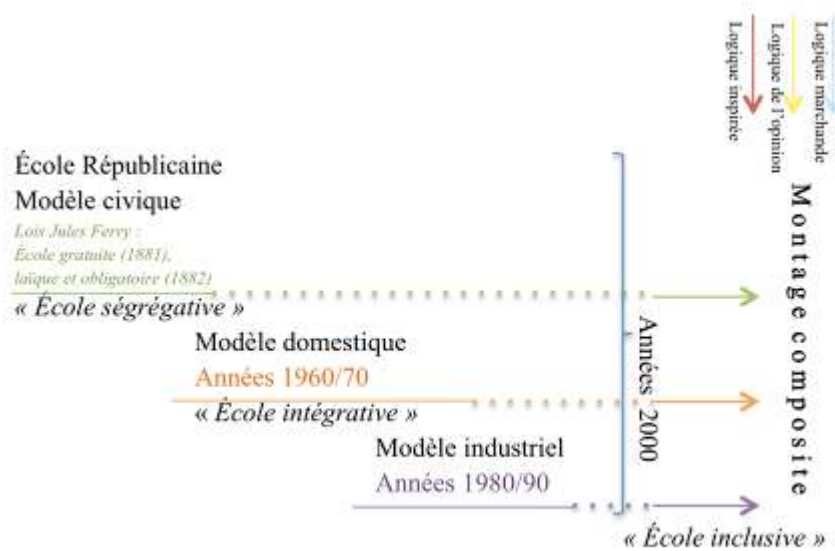 Logique inspirée
Logique de l'opinion
Logique marchande
École Républicaine
Modèle civique
Lois Jules Ferry :
École gratuite (1881),
laïque et obligatoire (1882)
« École ségrégative »
Modèle domestique
Années 1960/70
« École intégrative »
Modèle industriel
Années 1980/90
Années 2000
Montage composite
« École inclusive »